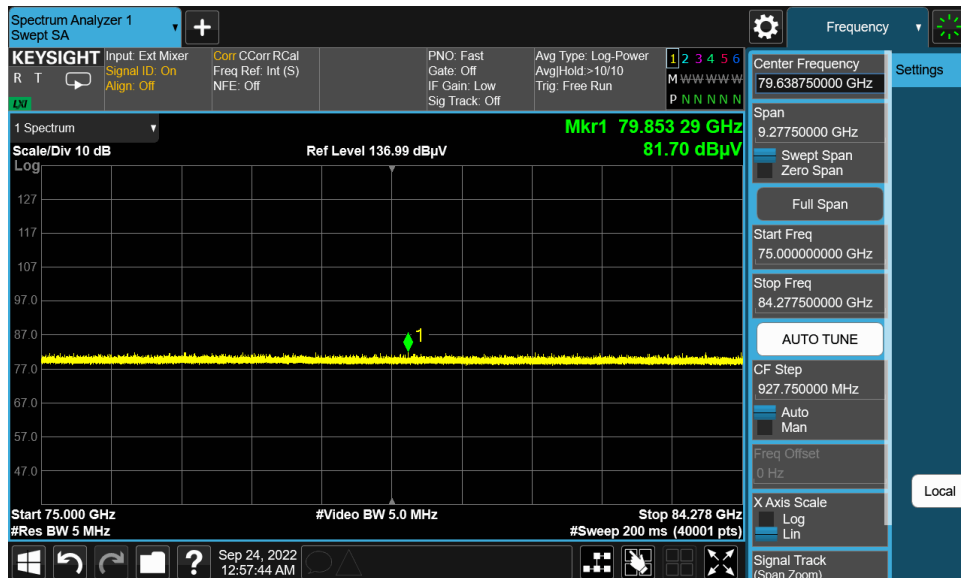 Spectrum Analyzer 1
Swept SA
+
Frequency
KEYSIGHT
R T
LXI
Input: Ext Mixer
Signal ID: On
Align: Off
Corr CCorr RCal
Freq Ref: Int (S)
NFE: Off
PNO: Fast
Gate: Off
IF Gain: Low
Sig Track: Off
Avg Type: Log-Power
Avg|Hold:>10/10
Trig: Free Run
1 2 3 4 5 6
M W W W W W
P N N N N N
1 Spectrum
Mkr1 79.853 29 GHz
Scale/Div 10 dB
Ref Level 136.99 dBµV
81.70 dBµV
Log
127
117
107
97.0
87.0
77.0
67.0
57.0
47.0
1
Start 75.000 GHz
#Video BW 5.0 MHz
Stop 84.278 GHz
#Res BW 5 MHz
#Sweep 200 ms (40001 pts)
Center Frequency
79.638750000 GHz
Span
9.27750000 GHz
Swept Span
Zero Span
Full Span
Start Freq
75.000000000 GHz
Stop Freq
84.277500000 GHz
AUTO TUNE
CF Step
927.750000 MHz
Auto
Man
Freq Offset
0 Hz
X Axis Scale
Log
Lin
Signal Track
(Span Zoom)
Settings
Local
?
Sep 24, 2022
12:57:44 AM